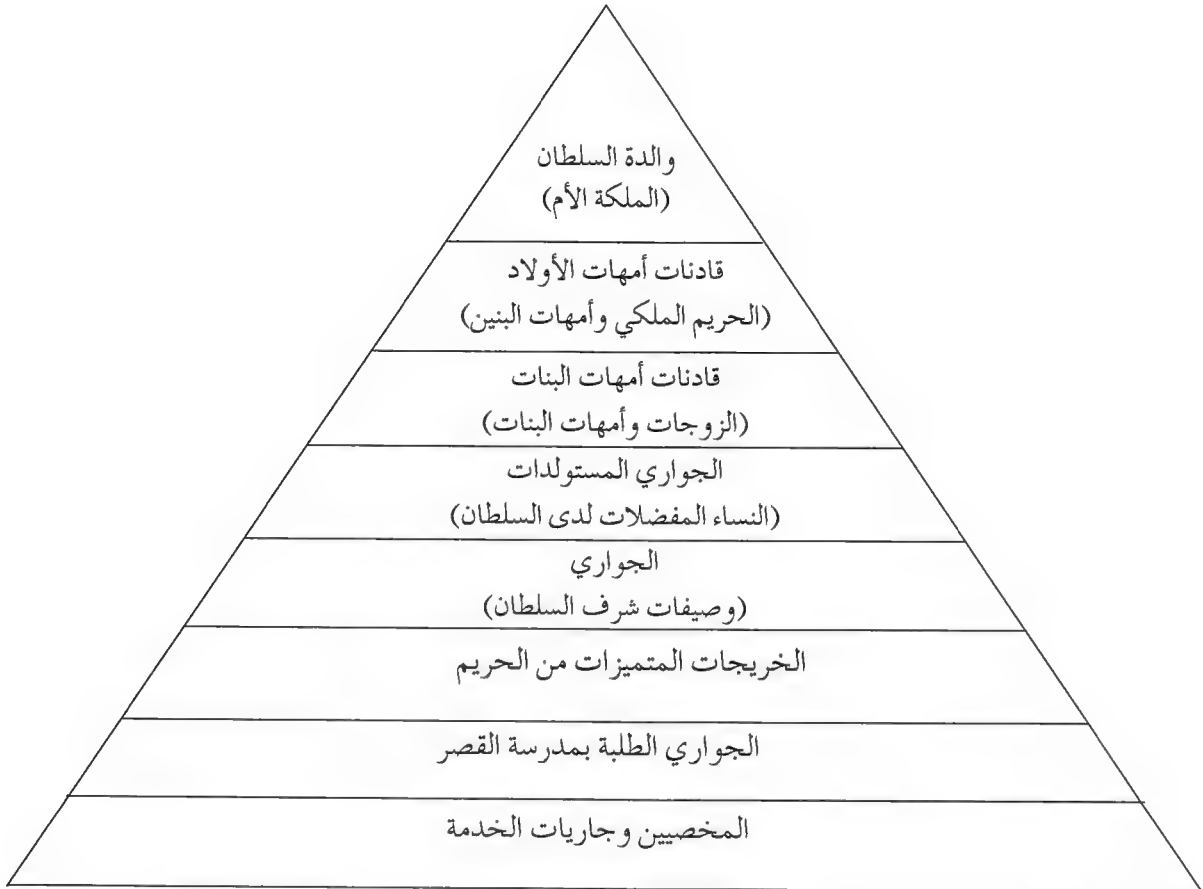 والدة السلطان
(الملكة الأم)
قادنات أمهات الأولاد
(الحريم الملكي وأمهات البنين)
قادنات أمهات البنات
(الزوجات وأمهات البنات)
الجواري المستولدات
(النساء المفضلات لدى السلطان)
الجواري
(وصيفات شرف السلطان)
الخريجات المتميزات من الحريم
الجواري الطلبة بمدرسة القصر
المخصيين وجاريات الخدمة